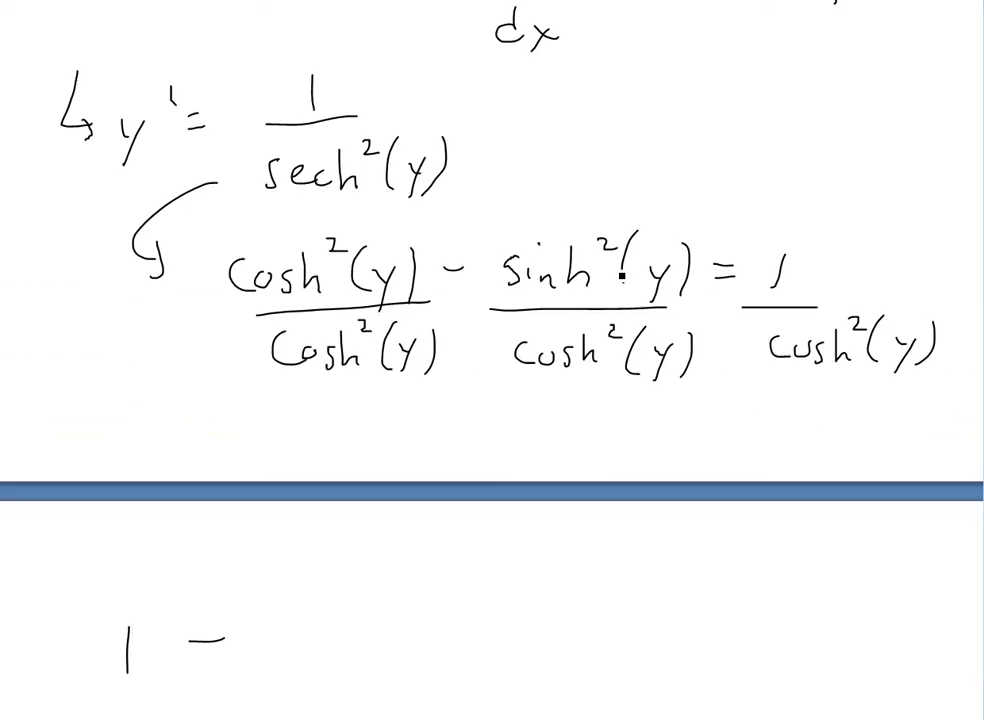 dx
↳ y' = 1 / sech²(y)
cosh²(y) / cosh²(y) - sinh²(y) / cosh²(y) = 1 / cosh²(y)
1 -